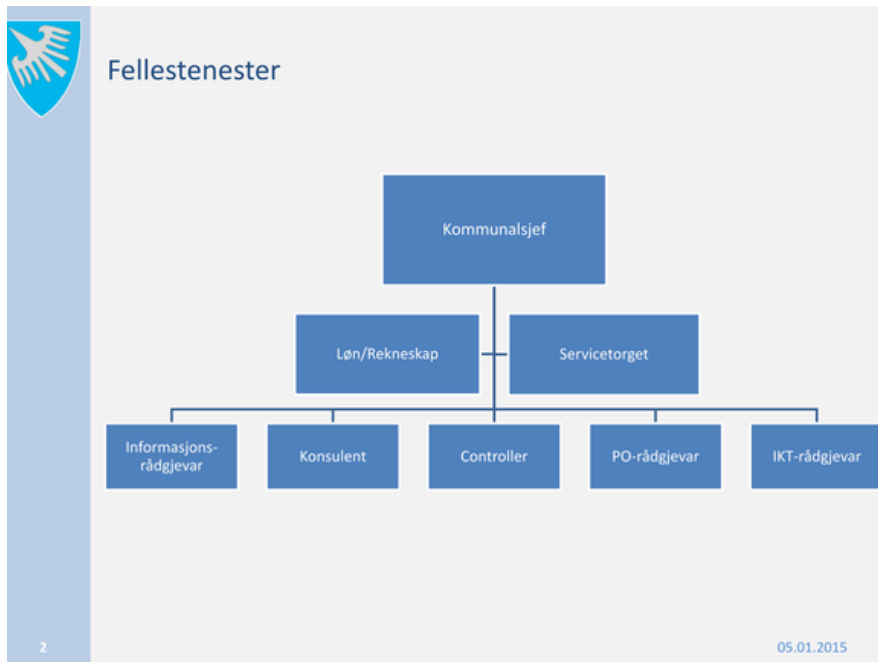 Fellestenester
Kommunalsjef
Løn/Rekneskap
Servicetorget
Informasjons-
rådgjevar
Konsulent
Controller
PO-rådgjevar
IKT-rådgjevar
2
05.01.2015